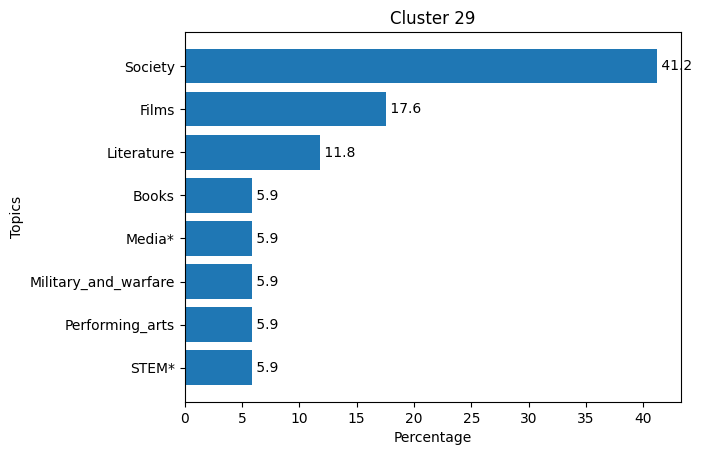 Cluster 29
Topics
Society 41.2
Films 17.6
Literature 11.8
Books 5.9
Media* 5.9
Military_and_warfare 5.9
Performing_arts 5.9
STEM* 5.9
0 5 10 15 20 25 30 35 40
Percentage